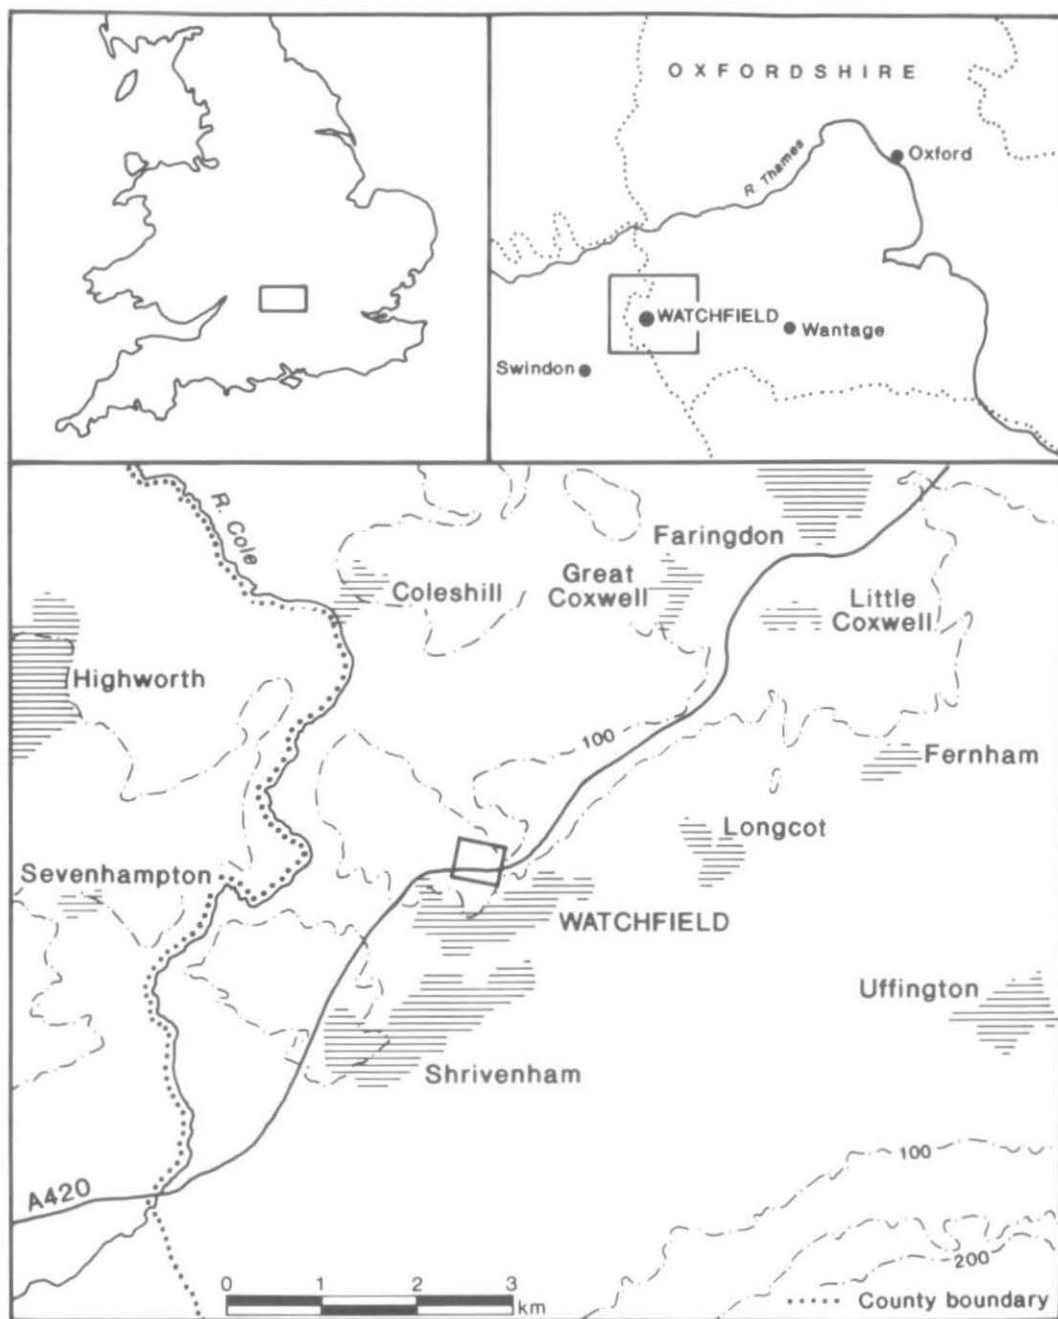 OXFORDSHIRE
R. Thames
Oxford
WATCHFIELD
Wantage
Swindon
R. Cole
Faringdon
Coleshill
Great
Coxwell
Little
Coxwell
Highworth
100
Fernham
Longcot
Sevenhampton
WATCHFIELD
Uffington
Shrivenham
100
A420
200
0 1 2 3
km
County boundary